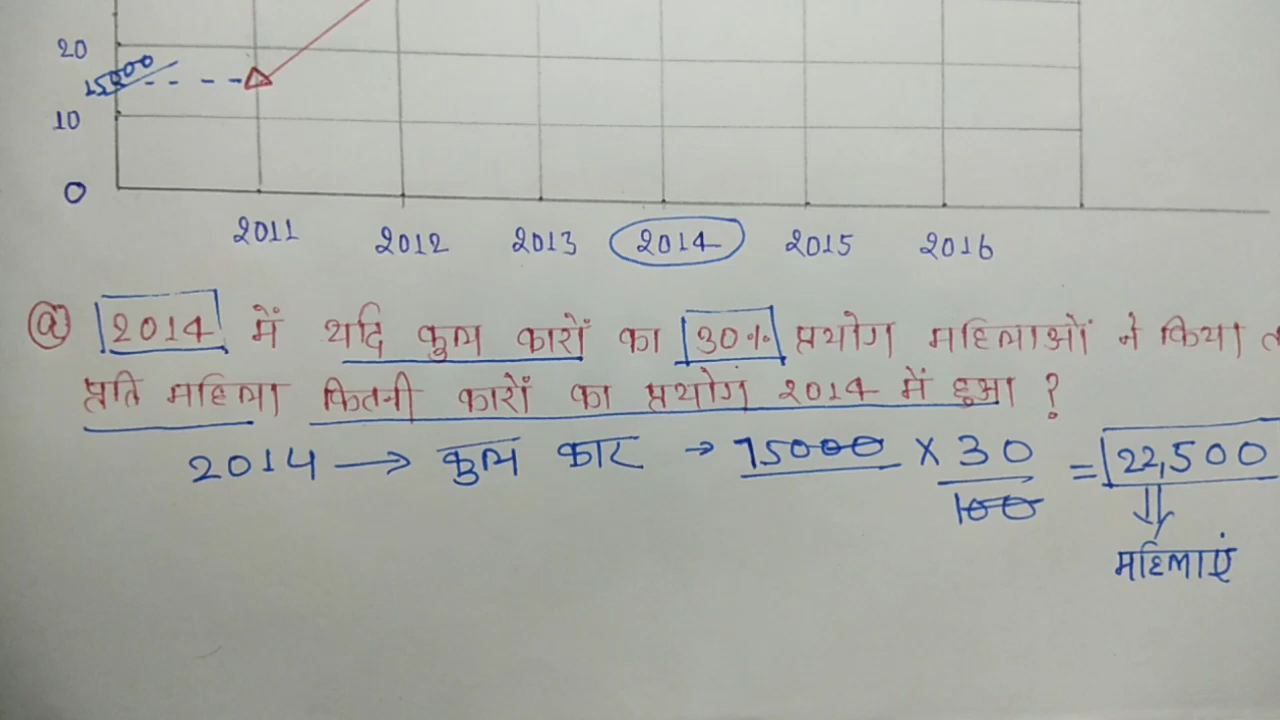 20
15000
10
0
2011 2012 2013 2014 2015 2016
@ 2014 में यदि कुल कारों का 30% प्रयोग महिलाओं ने किया
प्रति महिला कितनी कारों का प्रयोग 2014 में हुआ ?
2014 → कुल कार → 75000 × 30 = 22,500
100
महिलाएं